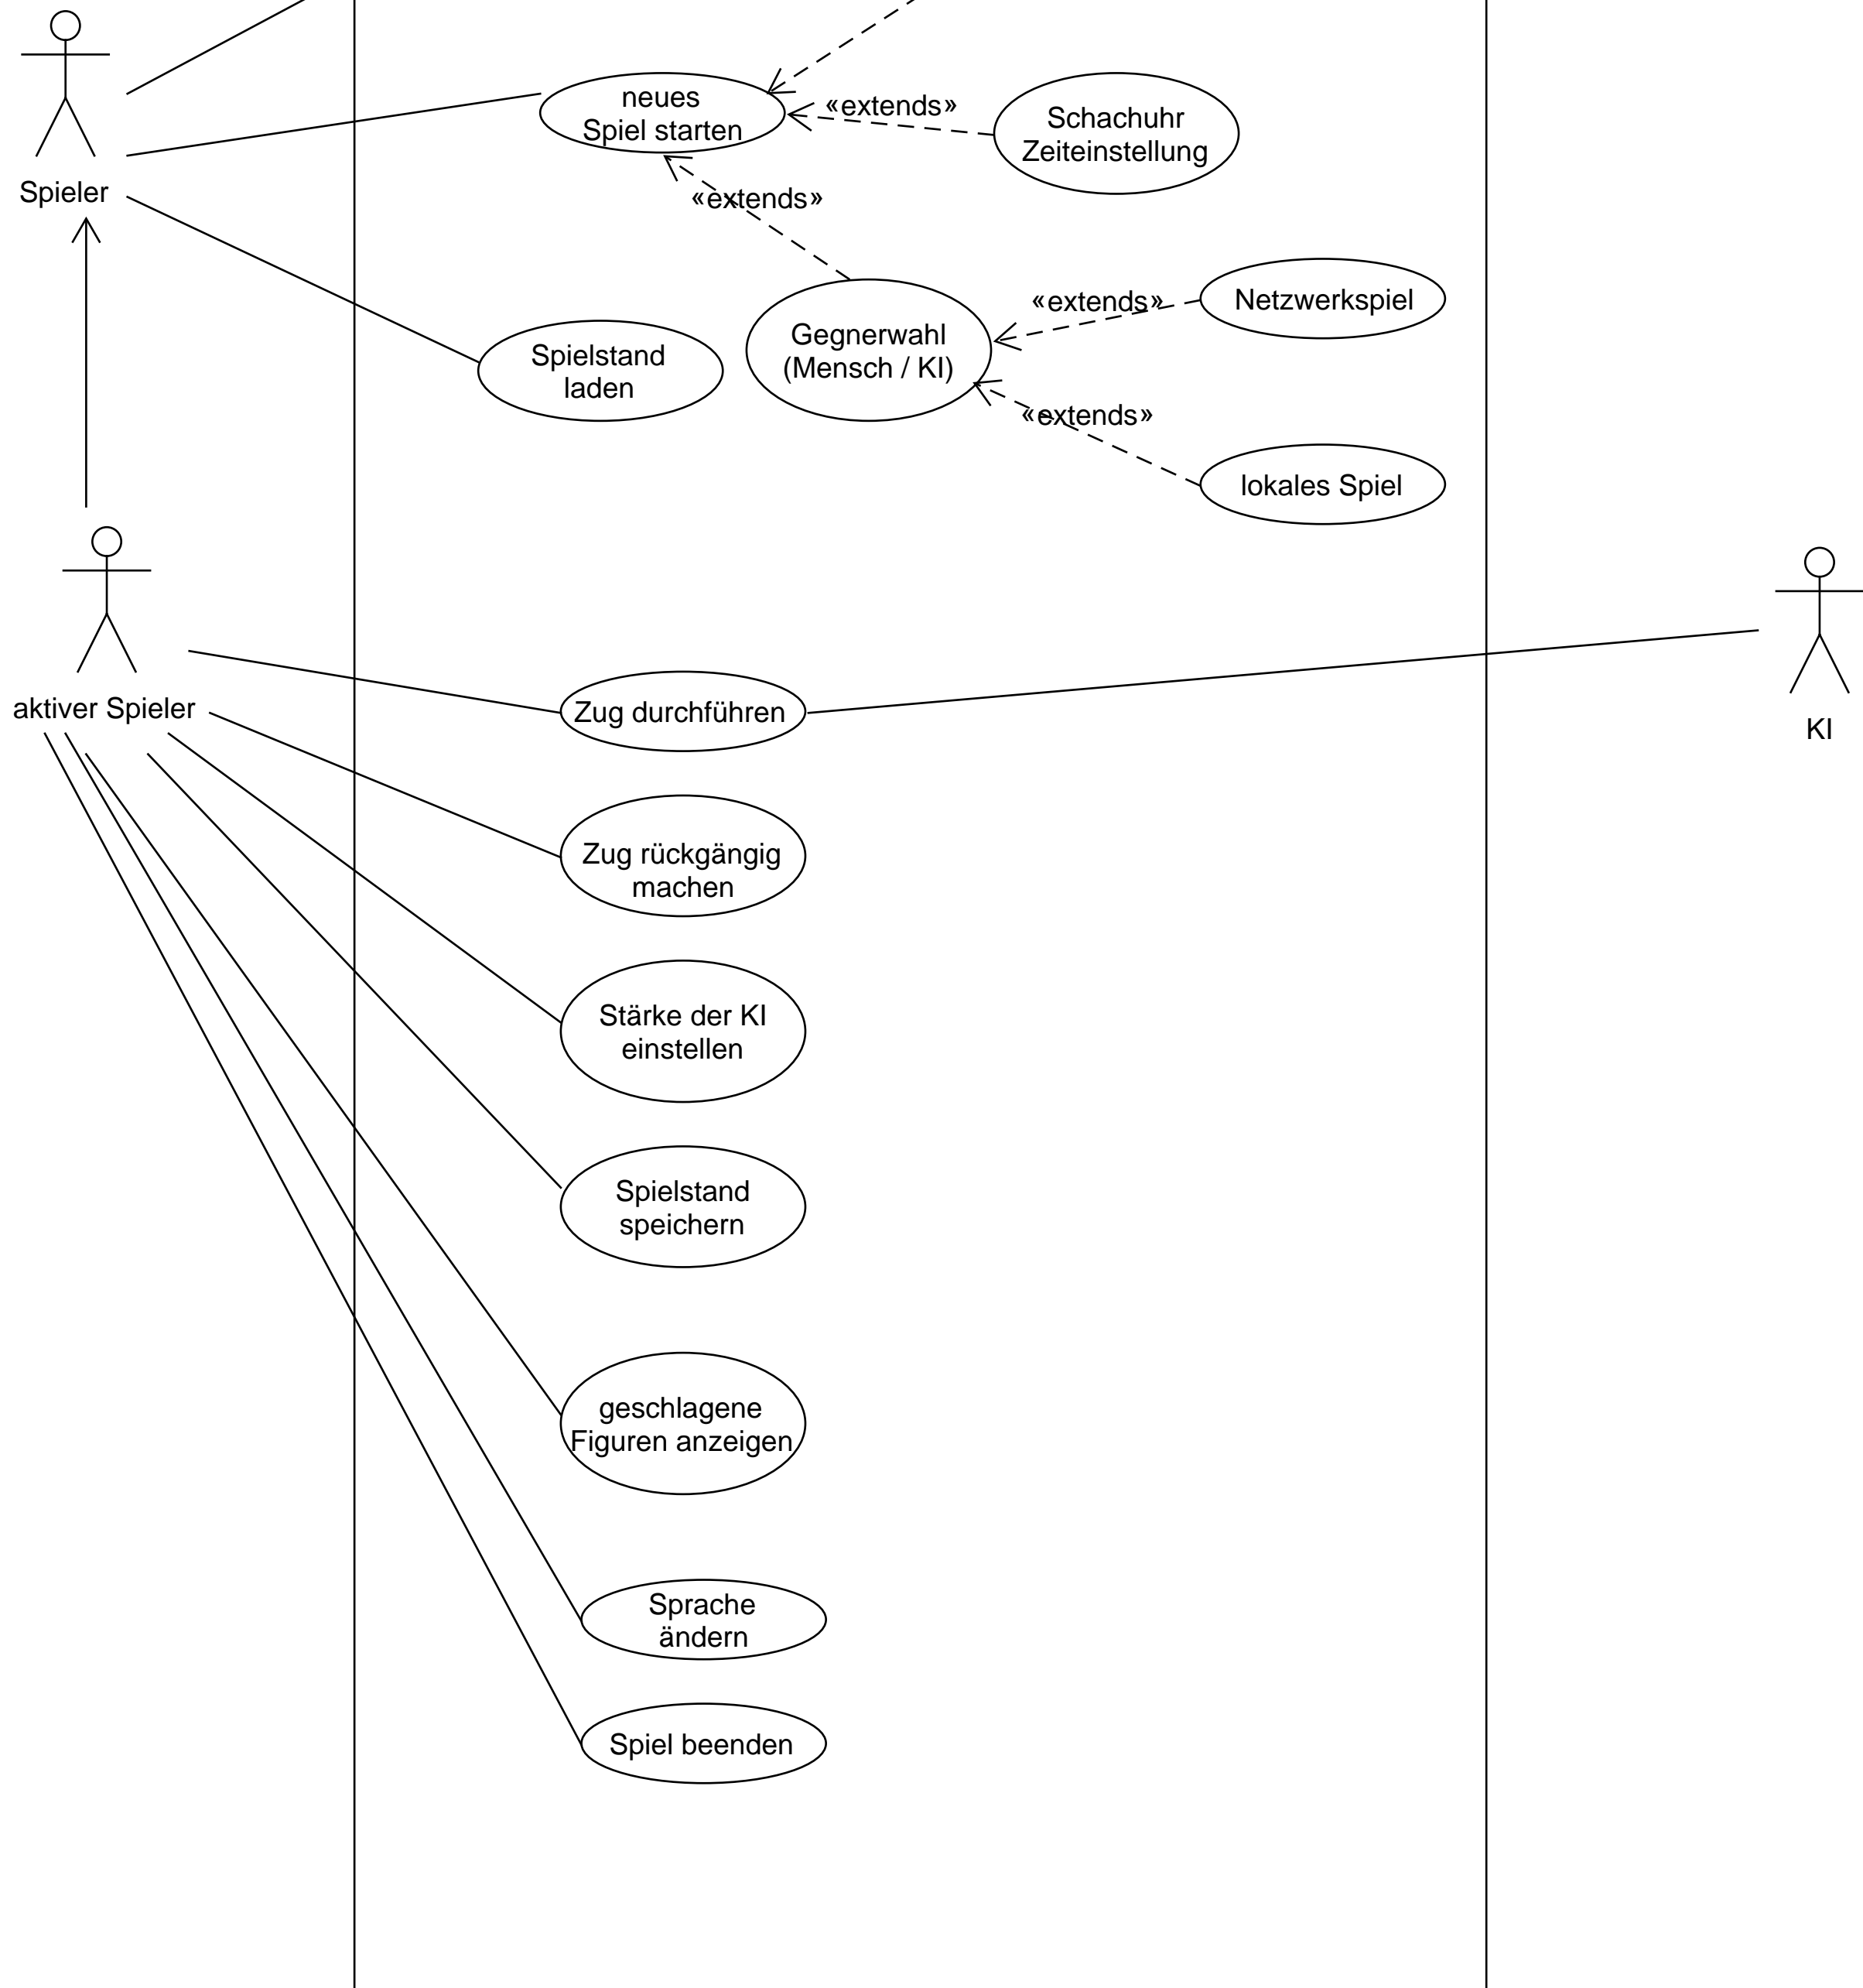 neues
Spiel starten
«extends»
Schachuhr
Zeiteinstellung
Spieler
«extends»
«extends»
Netzwerkspiel
Gegnerwahl
(Mensch / KI)
Spielstand
laden
«extends»
lokales Spiel
aktiver Spieler
Zug durchführen
KI
Zug rückgängig
machen
Stärke der KI
einstellen
Spielstand
speichern
geschlagene
Figuren anzeigen
Sprache
ändern
Spiel beenden